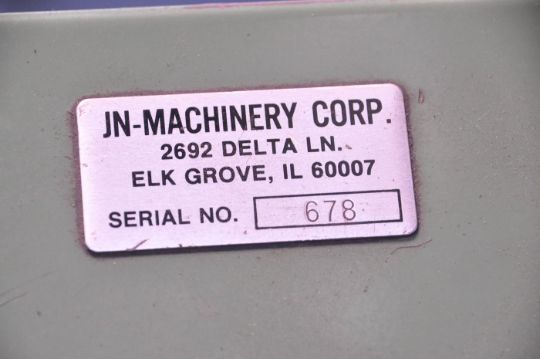 JN-MACHINERY CORP.
2692 DELTA LN.
ELK GROVE, IL 60007
SERIAL NO. 678